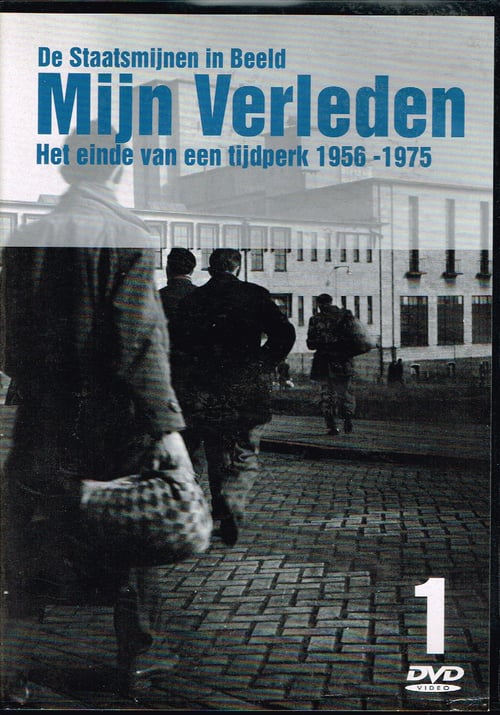 De Staatsmijnen in Beeld
Mijn Verleden
Het einde van een tijdperk 1956 -1975
1
DVD
VIDEO